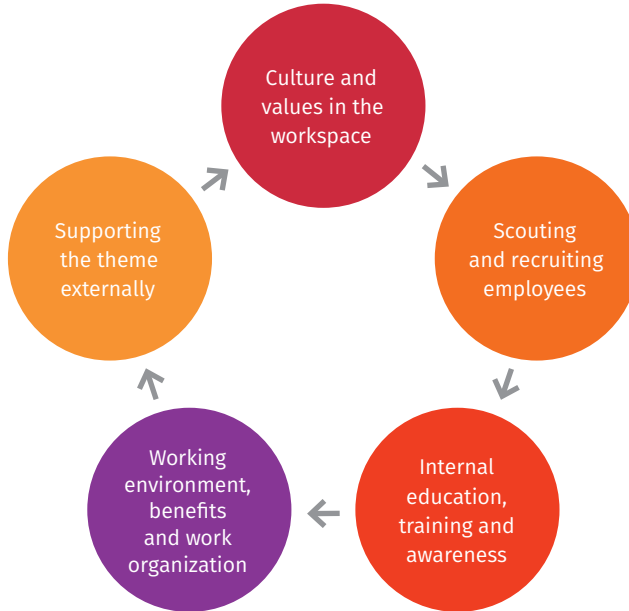 Culture and
values in the
workspace
Scouting
and recruiting
employees
Internal
education,
training and
awareness
Working
environment,
benefits
and work
organization
Supporting
the theme
externally